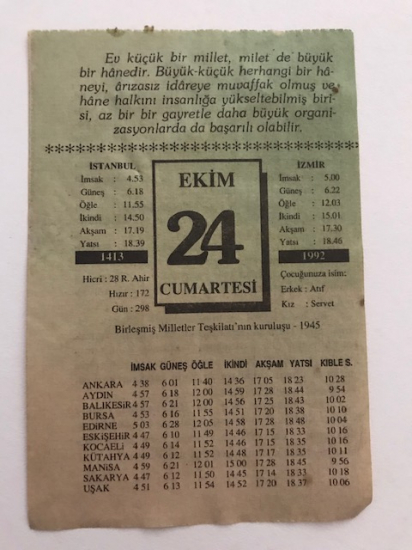 Ev küçük bir millet, milet de büyük
bir hânedir. Büyük-küçük herhangi bir hâ-
neyi, ârızasız idâreye muvaffak olmuş ve
hâne halkını insanlığa yükseltebilmiş biri-
si, az bir bir gayretle daha büyük organi-
zasyonlarda da başarılı olabilir.
İSTANBUL
İmsak : 4.53
Güneş : 6.18
Öğle : 11.55
İkindi : 14.50
Akşam : 17.19
Yatsı : 18.39
1413
Hicri : 28 R. Ahir
Hızır : 172
Gün : 298
EKİM
24
CUMARTESİ
İZMİR
İmsak : 5.00
Güneş : 6.22
Öğle : 12.03
İkindi : 15.01
Akşam : 17.30
Yatsı : 18.46
1992
Çocuğunuza isim:
Erkek : Atıf
Kız : Servet
Birleşmiş Milletler Teşkilatı'nın kuruluşu - 1945
İMSAK GÜNEŞ ÖĞLE İKİNDİ AKŞAM YATSI KIBLE S.
ANKARA 4 38 6 01 11 40 14 36 17 05 18 23 10 28
AYDIN 4 57 6 18 12 00 14 59 17 28 18 44 9 54
BALIKESİR 4 57 6 21 12 00 14 56 17 25 18 43 10 02
BURSA 4 53 6 16 11 55 14 51 17 20 18 38 10 10
EDİRNE 5 03 6 28 12 05 14 58 17 28 18 48 10 04
ESKİŞEHİR 4 47 6 10 11 49 14 46 17 15 18 33 10 16
KOCAELİ 4 49 6 14 11 52 14 46 17 15 18 35 10 16
KÜTAHYA 4 49 6 12 11 52 14 48 17 17 18 35 10 11
MANİSA 4 59 6 21 12 01 15 00 17 28 18 45 9 56
SAKARYA 4 47 6 12 11 50 14 45 17 14 18 33 10 18
UŞAK 4 51 6 13 11 54 14 52 17 20 18 37 10 06